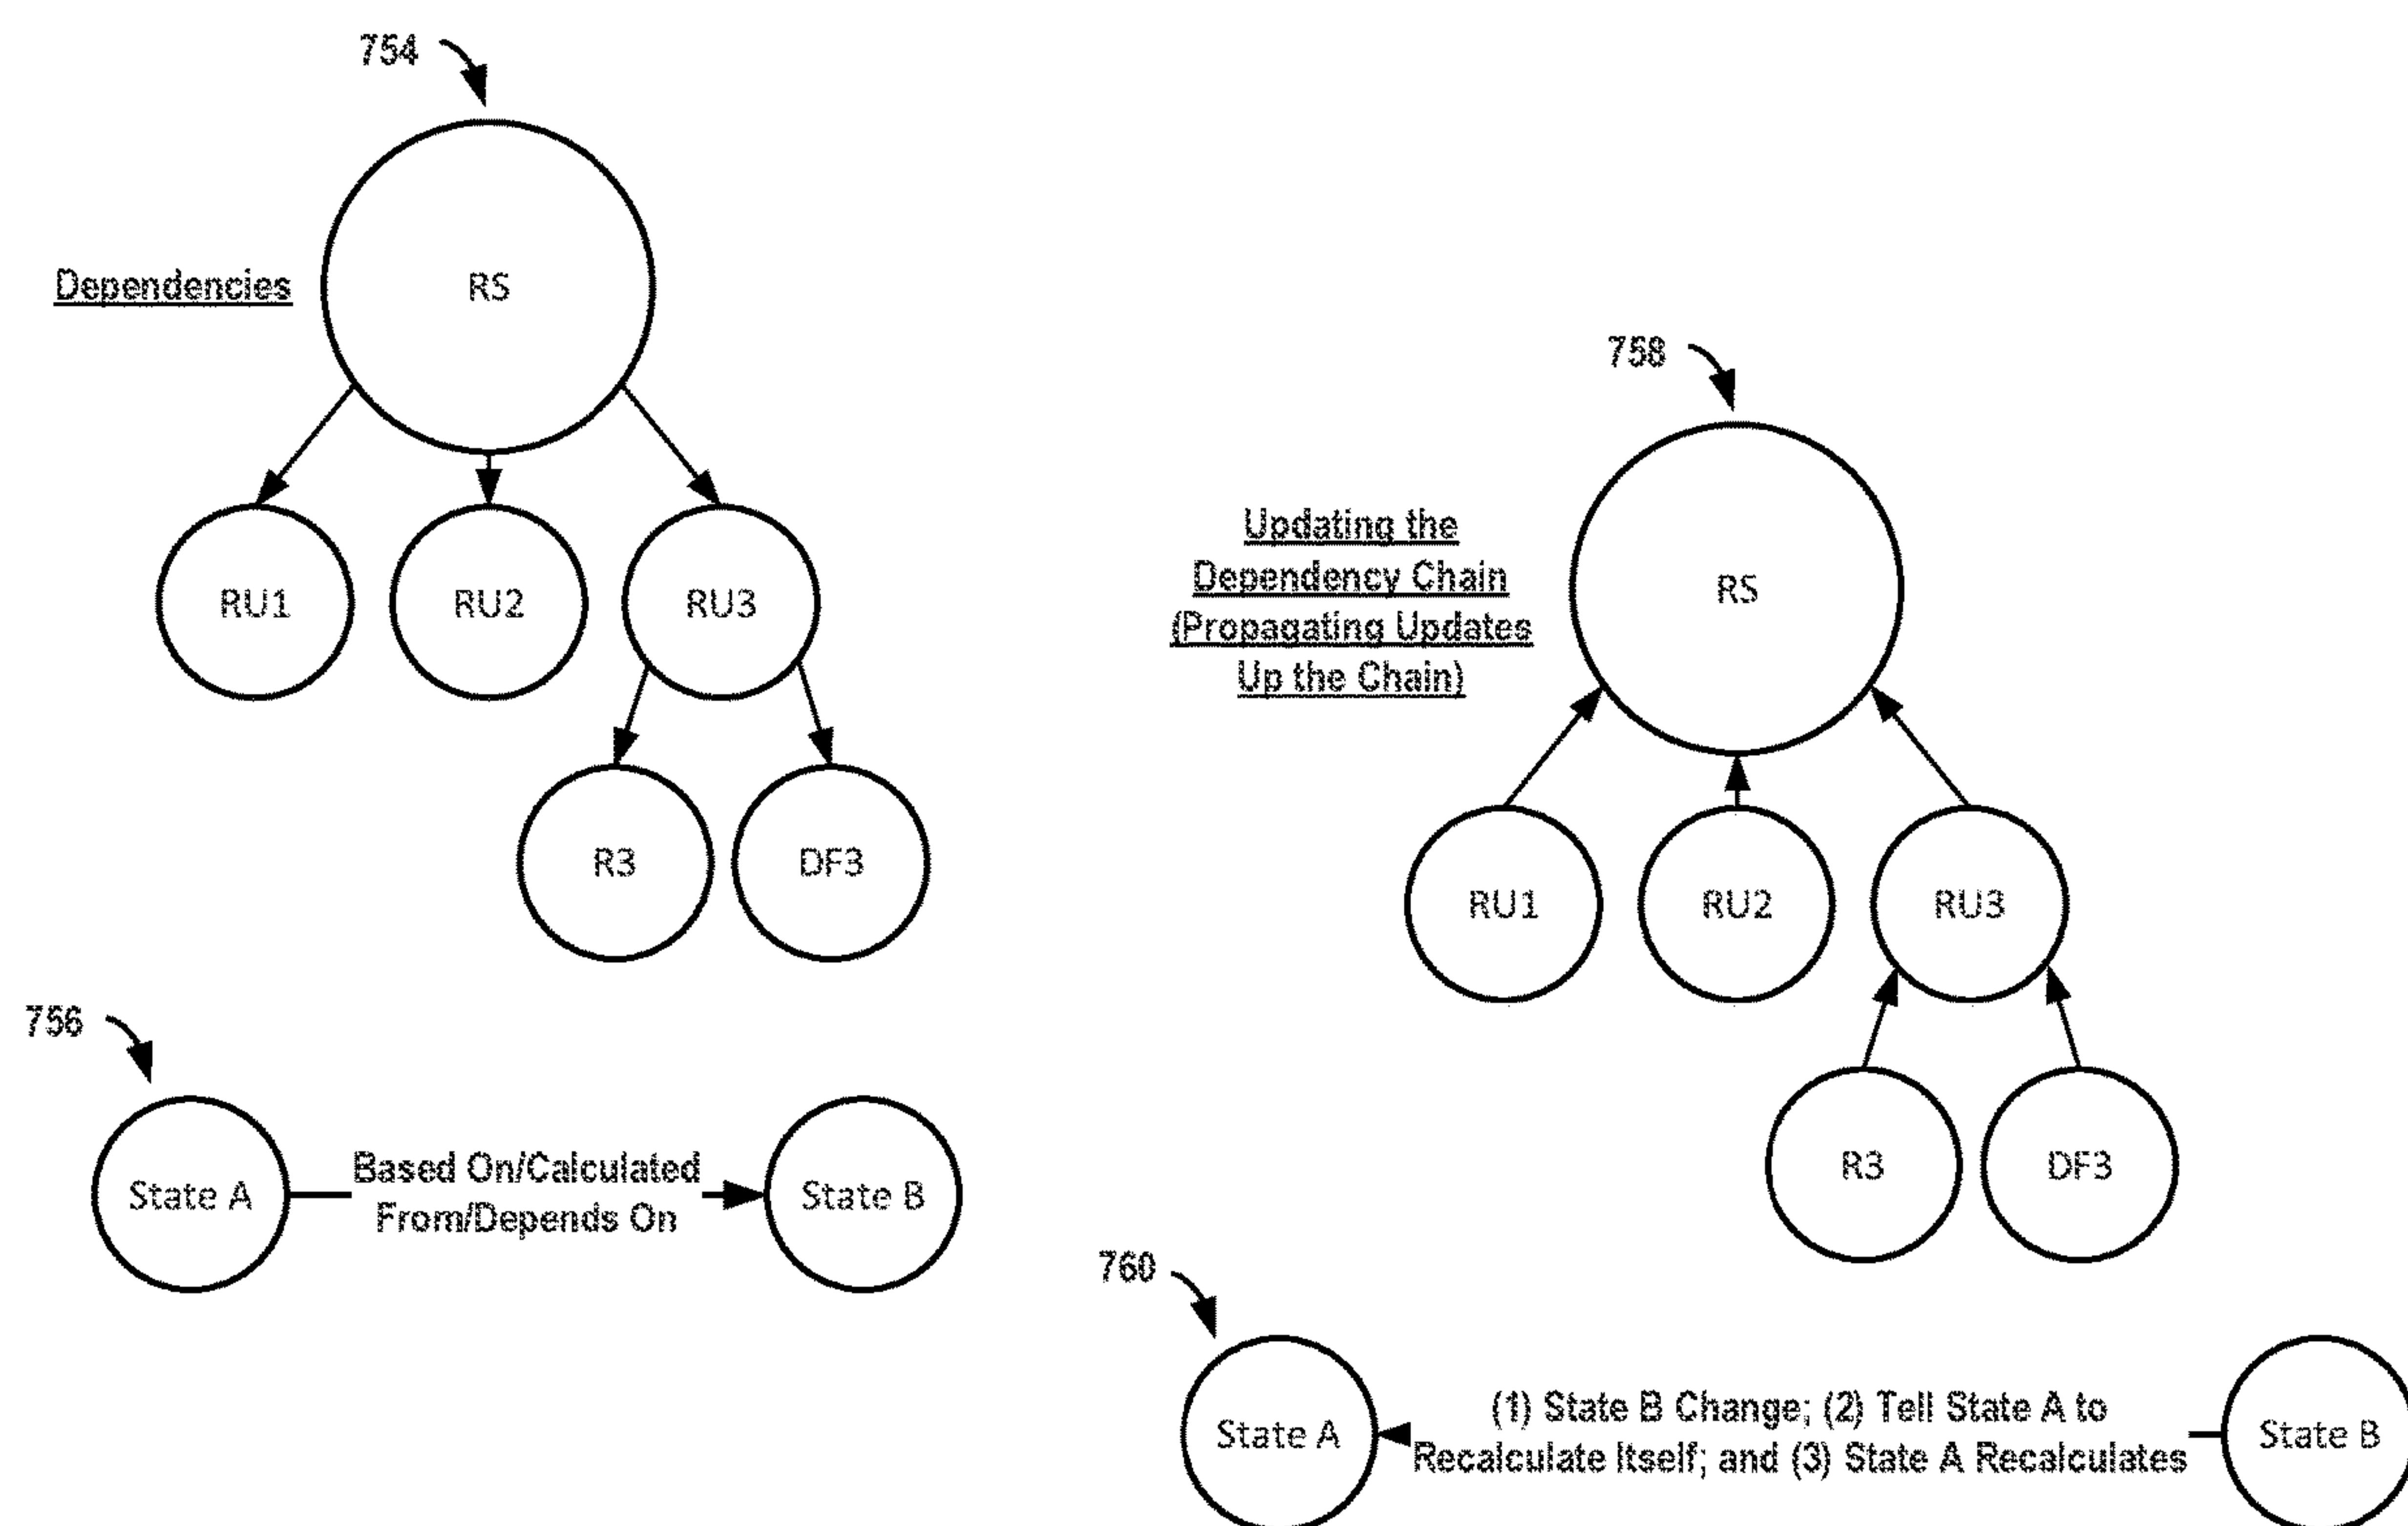 754
Dependencies
RS
RU1
RU2
RU3
R3
DF3
756
State A
Based On/Calculated
From/Depends On
State B
758
Updating the
Dependency Chain
(Propagating Updates
Up the Chain)
RS
RU1
RU2
RU3
R3
DF3
760
State A
(1) State B Change; (2) Tell State A to
Recalculate Itself; and (3) State A Recalculates
State B